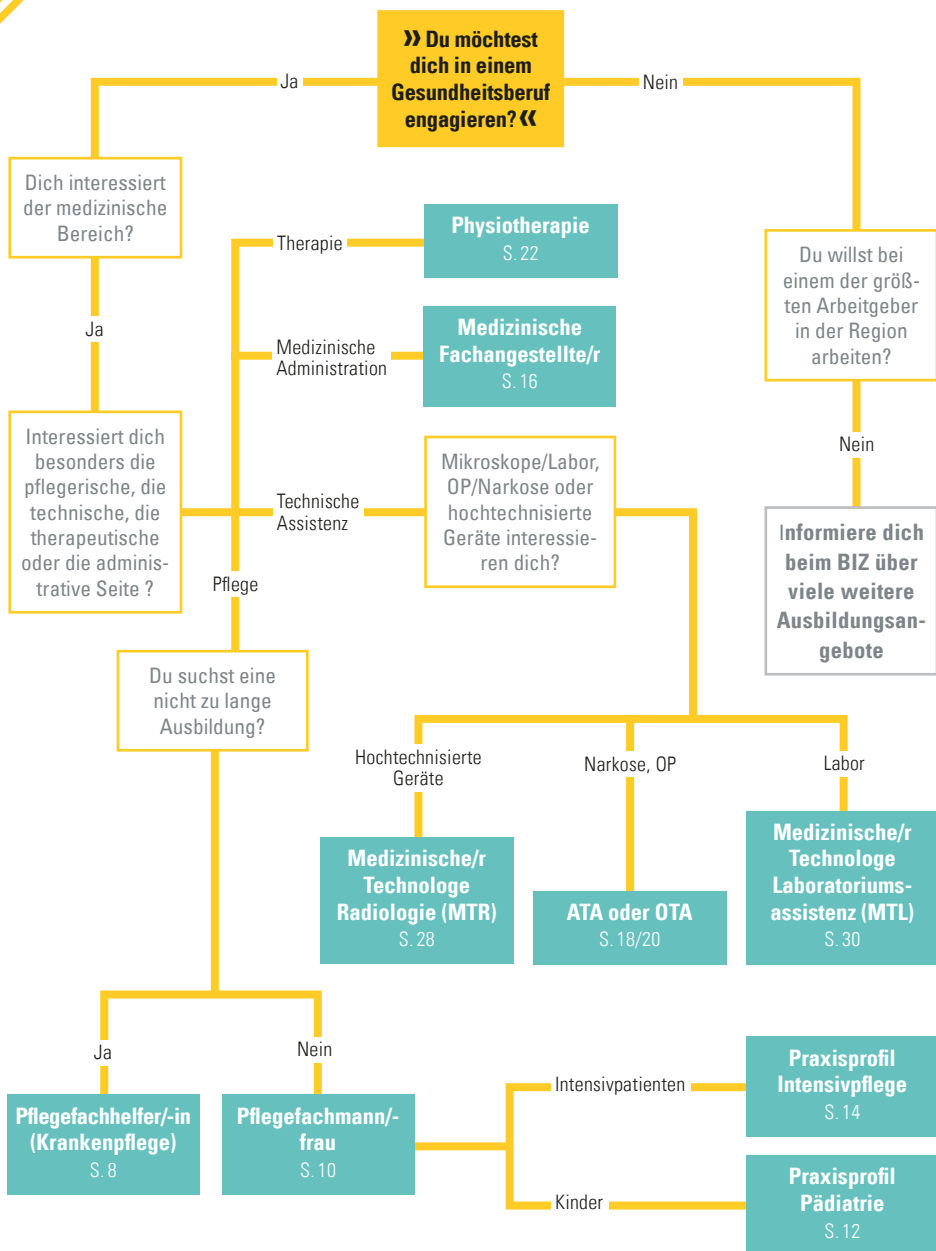 » Du möchtest
dich in einem
Gesundheitsberuf
engagieren? «
Ja
Nein
Dich interessiert
der medizinische
Bereich?
Therapie
Physiotherapie
S. 22
Du willst bei
einem der größ-
ten Arbeitgeber
in der Region
arbeiten?
Ja
Medizinische
Administration
Medizinische
Fachangestellte/r
S. 16
Interessiert dich
besonders die
pflegerische, die
technische, die
therapeutische
oder die adminis-
trative Seite ?
Technische
Assistenz
Mikroskope/Labor,
OP/Narkose oder
hochtechnisierte
Geräte interessie-
ren dich?
Nein
Informiere dich
beim BIZ über
viele weitere
Ausbildungsan-
gebote
Pflege
Du suchst eine
nicht zu lange
Ausbildung?
Hochtechnisierte
Geräte
Narkose, OP
Labor
Medizinische/r
Technologe
Radiologie (MTR)
S. 28
ATA oder OTA
S. 18/20
Medizinische/r
Technologe
Laboratoriums-
assistenz (MTL)
S. 30
Ja
Nein
Pflegefachhelfer/-in
(Krankenpflege)
S. 8
Pflegefachmann/-
frau
S. 10
Intensivpatienten
Praxisprofil
Intensivpflege
S. 14
Kinder
Praxisprofil
Pädiatrie
S. 12